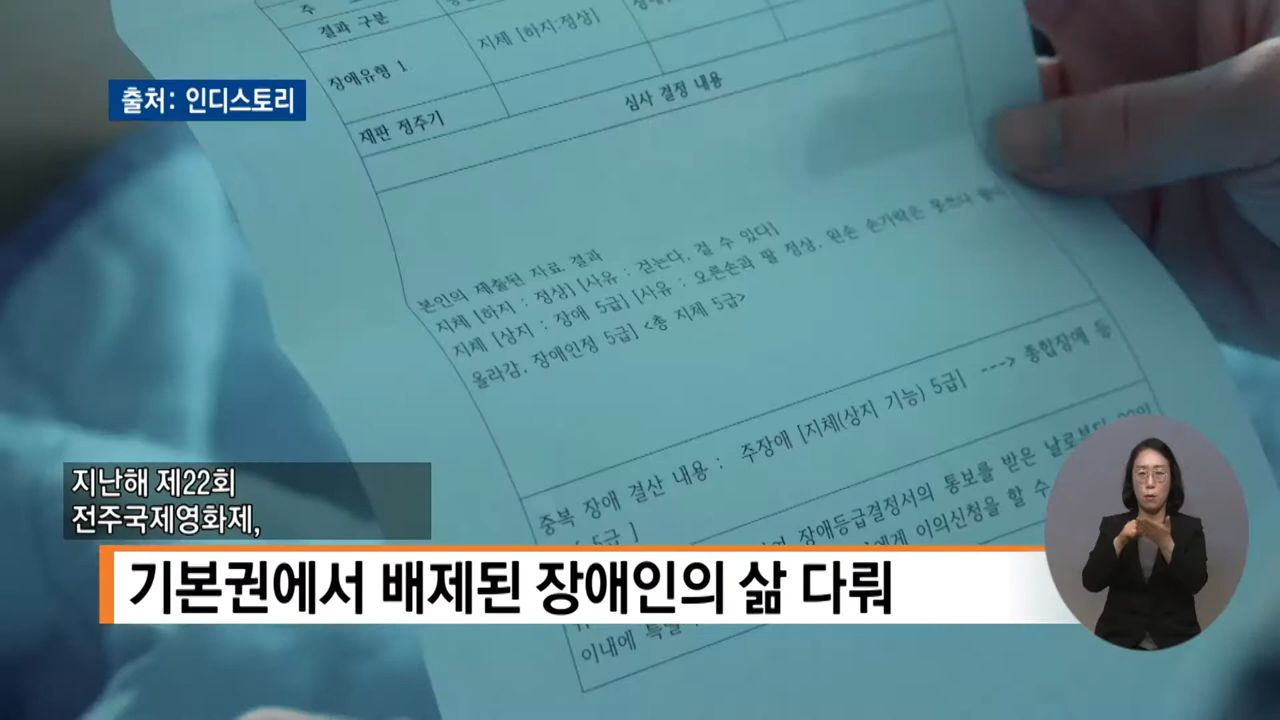 주
결과 구분
지체 [하지:정상]
장애유형 1
출처: 인디스토리
심사 결정 내용
재판 정주기
본인의 제출된 자료 결과
지체 [하지 : 정상] [사유 : 걷는다, 걸 수 있다]
지체 [상지 : 장애 5급] [사유 : 오른손과 팔 정상, 왼손 손가락은 못쓰나
올라감, 장애인정 5급] <총 지체 5급>
중복 장애 결산 내용 : 주장애 [지체(상지 기능) 5급] ---> 종합장애 등
5급 ]
장애등급결정서의 통보를 받은 날로부터
에게 이의신청을 할 수
이내에
지난해 제22회
전주국제영화제,
기본권에서 배제된 장애인의 삶 다뤄